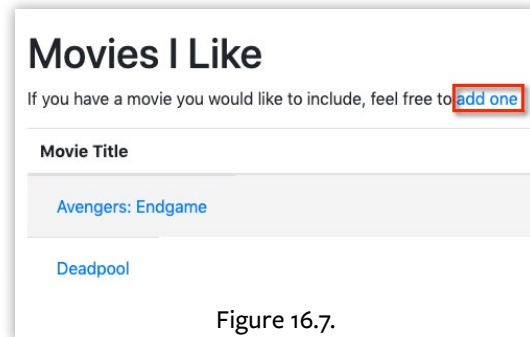 Movies I Like
If you have a movie you would like to include, feel free to add one
Movie Title
Avengers: Endgame
Deadpool
Figure 16.7.